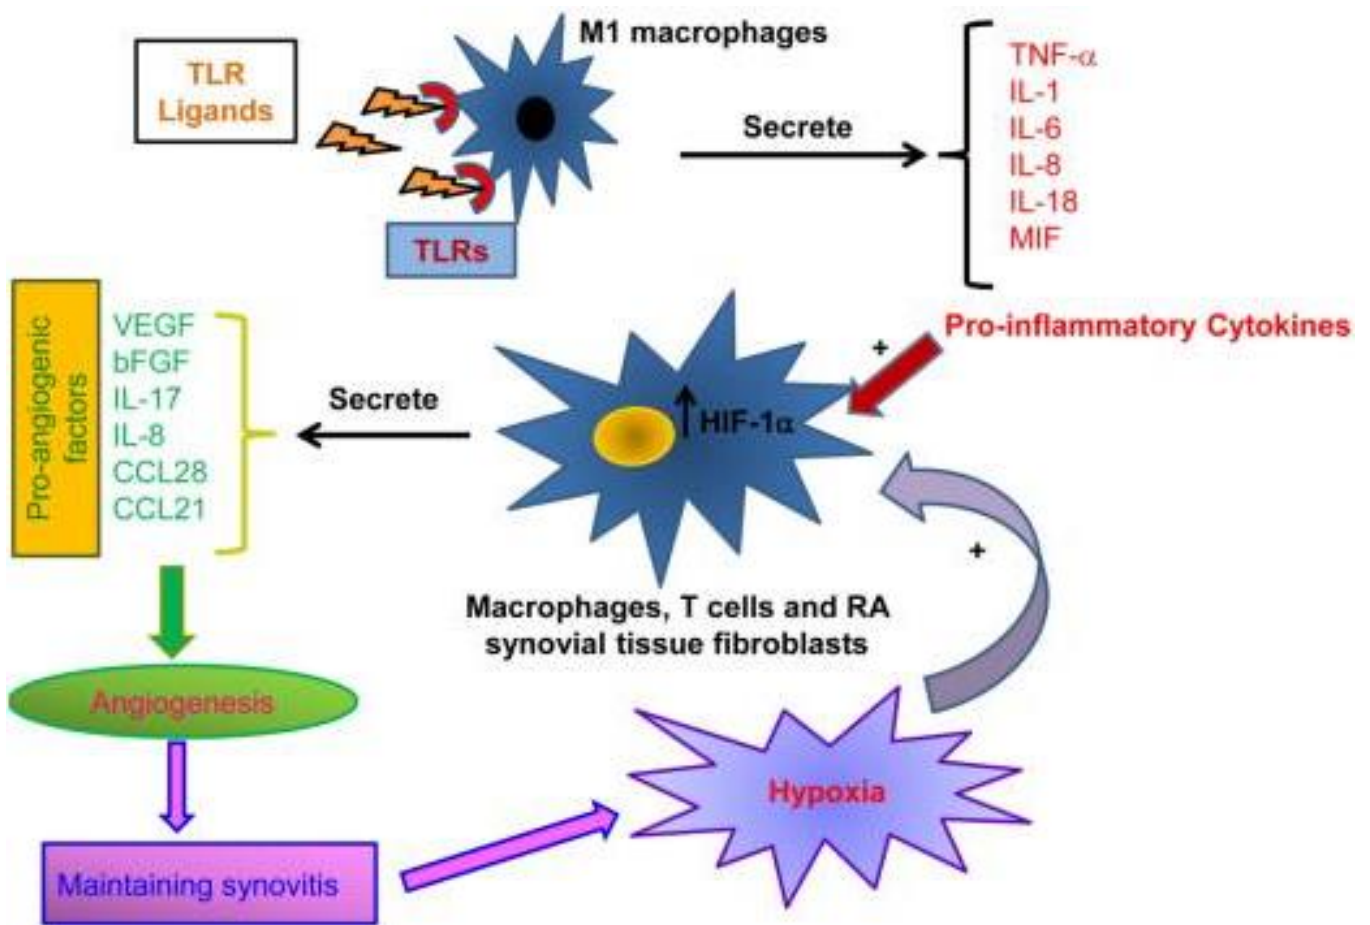 M1 macrophages
TLR
Ligands
TLRs
Secrete
TNF-α
IL-1
IL-6
IL-8
IL-18
MIF
Pro-inflammatory Cytokines
+
HIF-1α
Secrete
VEGF
bFGF
IL-17
IL-8
CCL28
CCL21
Pro-angiogenic
factors
+
Macrophages, T cells and RA
synovial tissue fibroblasts
Angiogenesis
Hypoxia
Maintaining synovitis